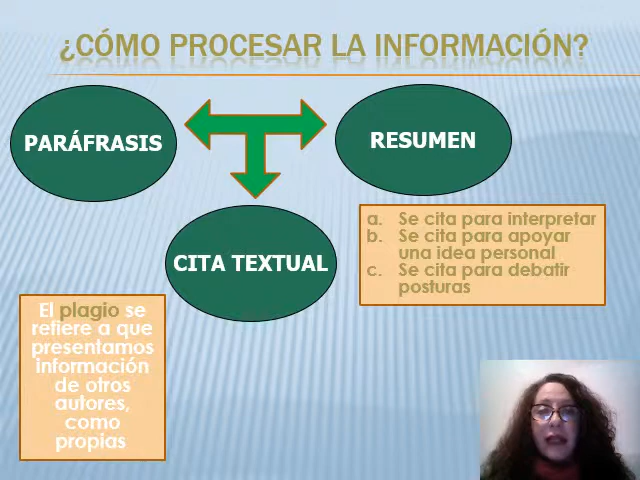 ¿CÓMO PROCESAR LA INFORMACIÓN?
PARÁFRASIS
RESUMEN
CITA TEXTUAL
a. Se cita para interpretar
b. Se cita para apoyar
una idea personal
c. Se cita para debatir
posturas
El plagio se
refiere a que
presentamos
información
de otros
autores,
como
propias